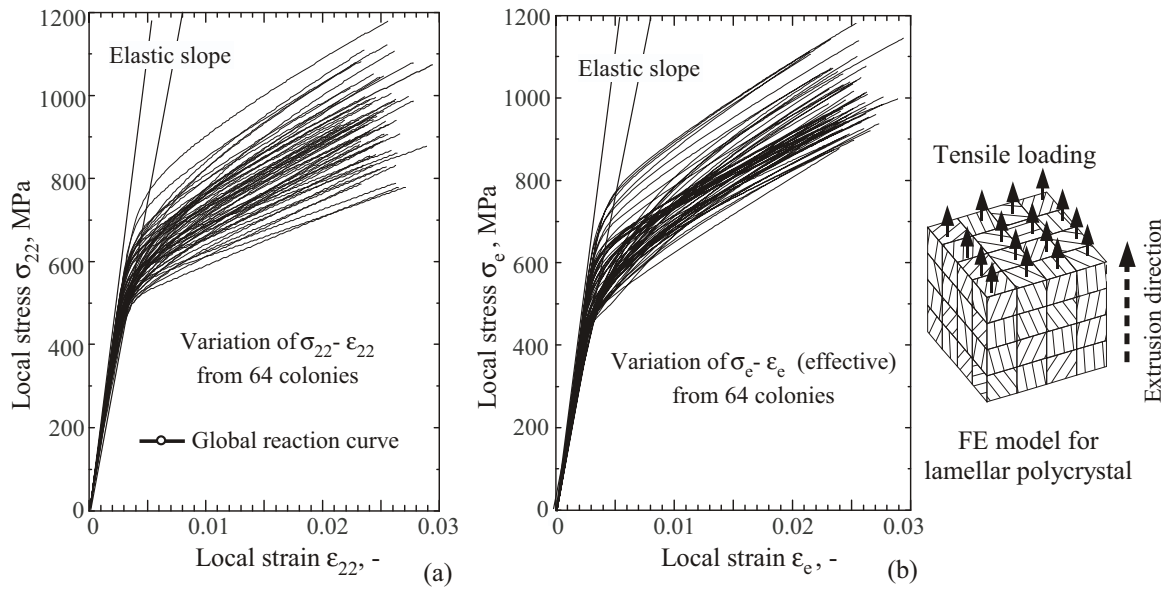 1200
1000
800
600
400
200
0
Local stress σ22, MPa
Elastic slope
Variation of σ22- ε22
from 64 colonies
Global reaction curve
0 0.01 0.02 0.03
Local strain ε22, -
(a)
1200
1000
800
600
400
200
0
Local stress σe, MPa
Elastic slope
Variation of σe- εe (effective)
from 64 colonies
0 0.01 0.02 0.03
Local strain εe, -
(b)
Tensile loading
Extrusion direction
FE model for
lamellar polycrystal